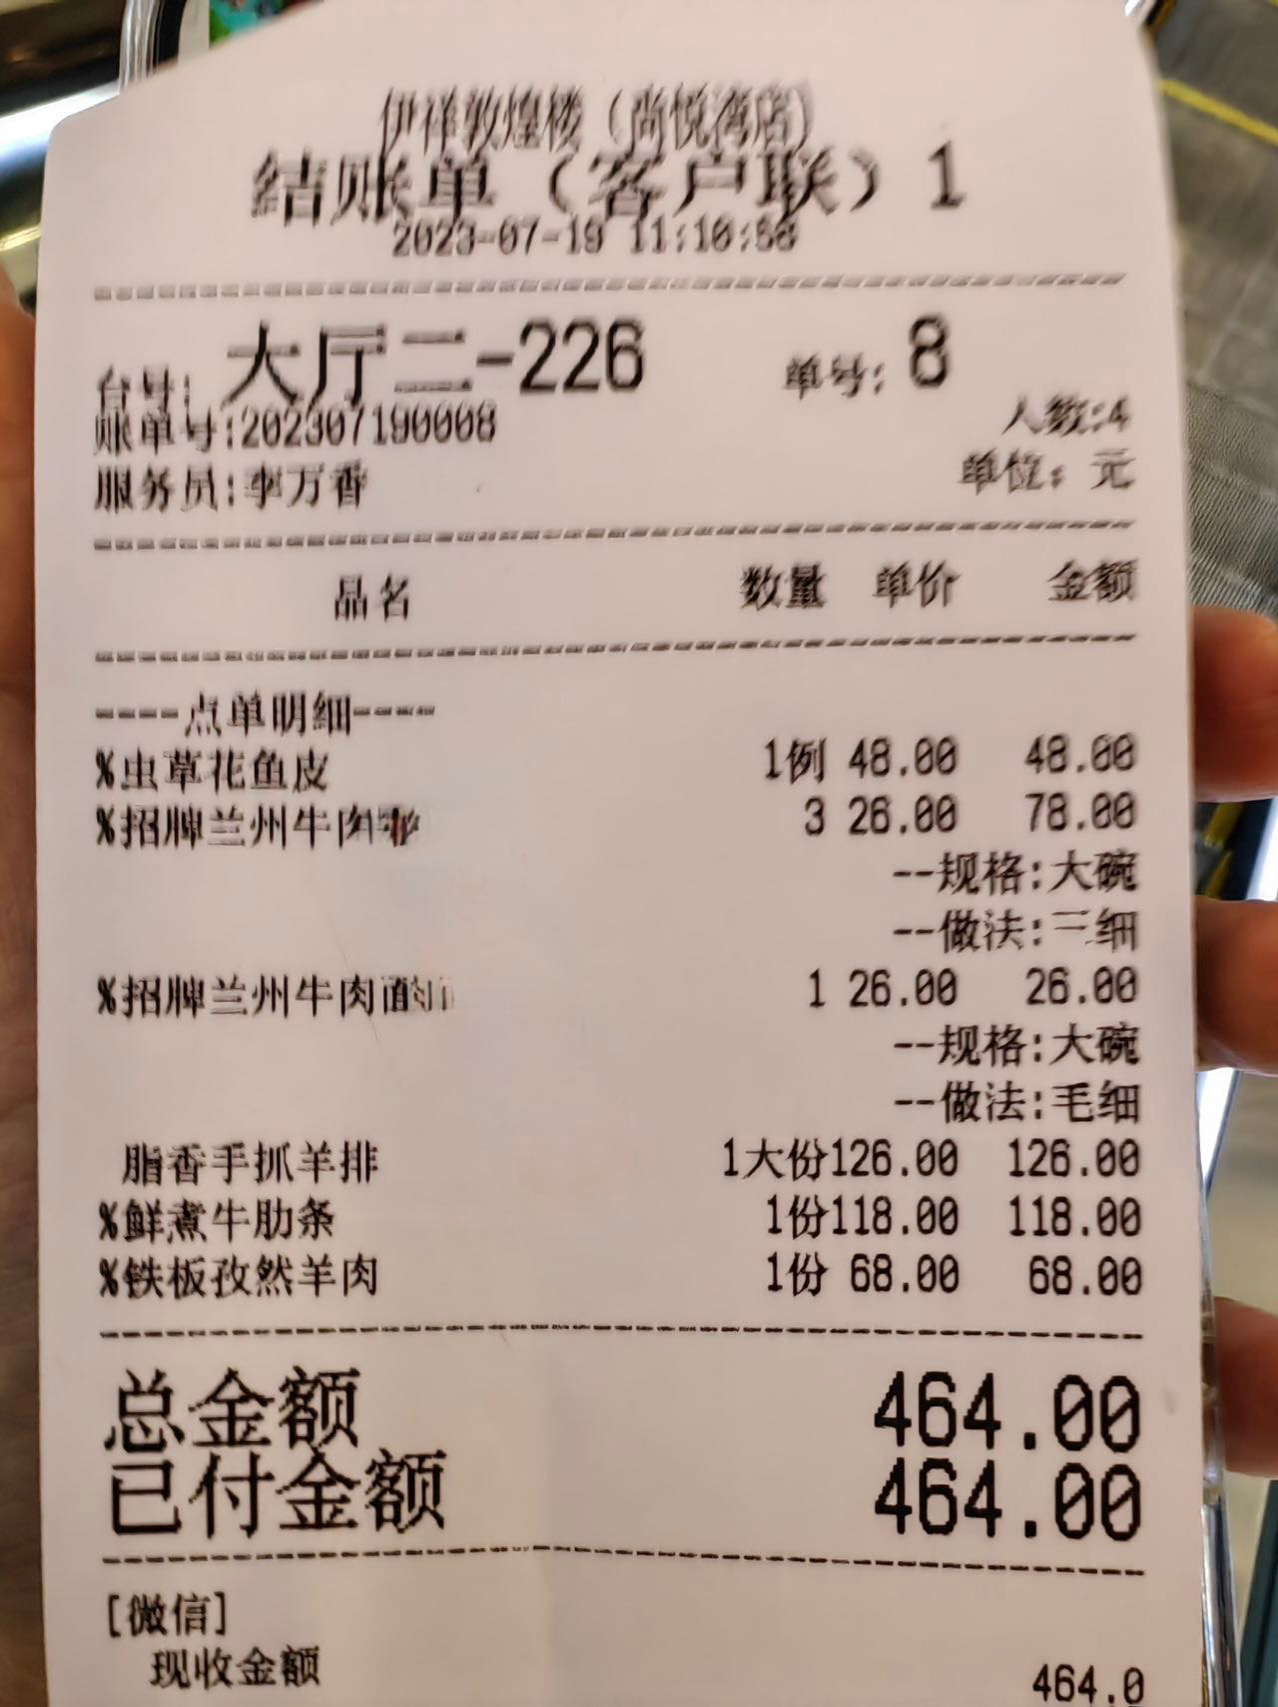 伊祥敦煌楼（尚悦湾店）
结账单（客户联）1
2023-07-19 11:10:56
台号: 大厅二-226 单号: 8
账单号:202307190008 人数:4
服务员:李万香 单位: 元
品名 数量 单价 金额
----点单明细----
%虫草花鱼皮 1例 48.00 48.00
%招牌兰州牛肉 3 26.00 78.00
--规格:大碗
--做法:三细
%招牌兰州牛肉面 1 26.00 26.00
--规格:大碗
--做法:毛细
脂香手抓羊排 1大份126.00 126.00
%鲜煮牛肋条 1份118.00 118.00
%铁板孜然羊肉 1份 68.00 68.00
总金额 464.00
已付金额 464.00
[微信]
现收金额 464.0